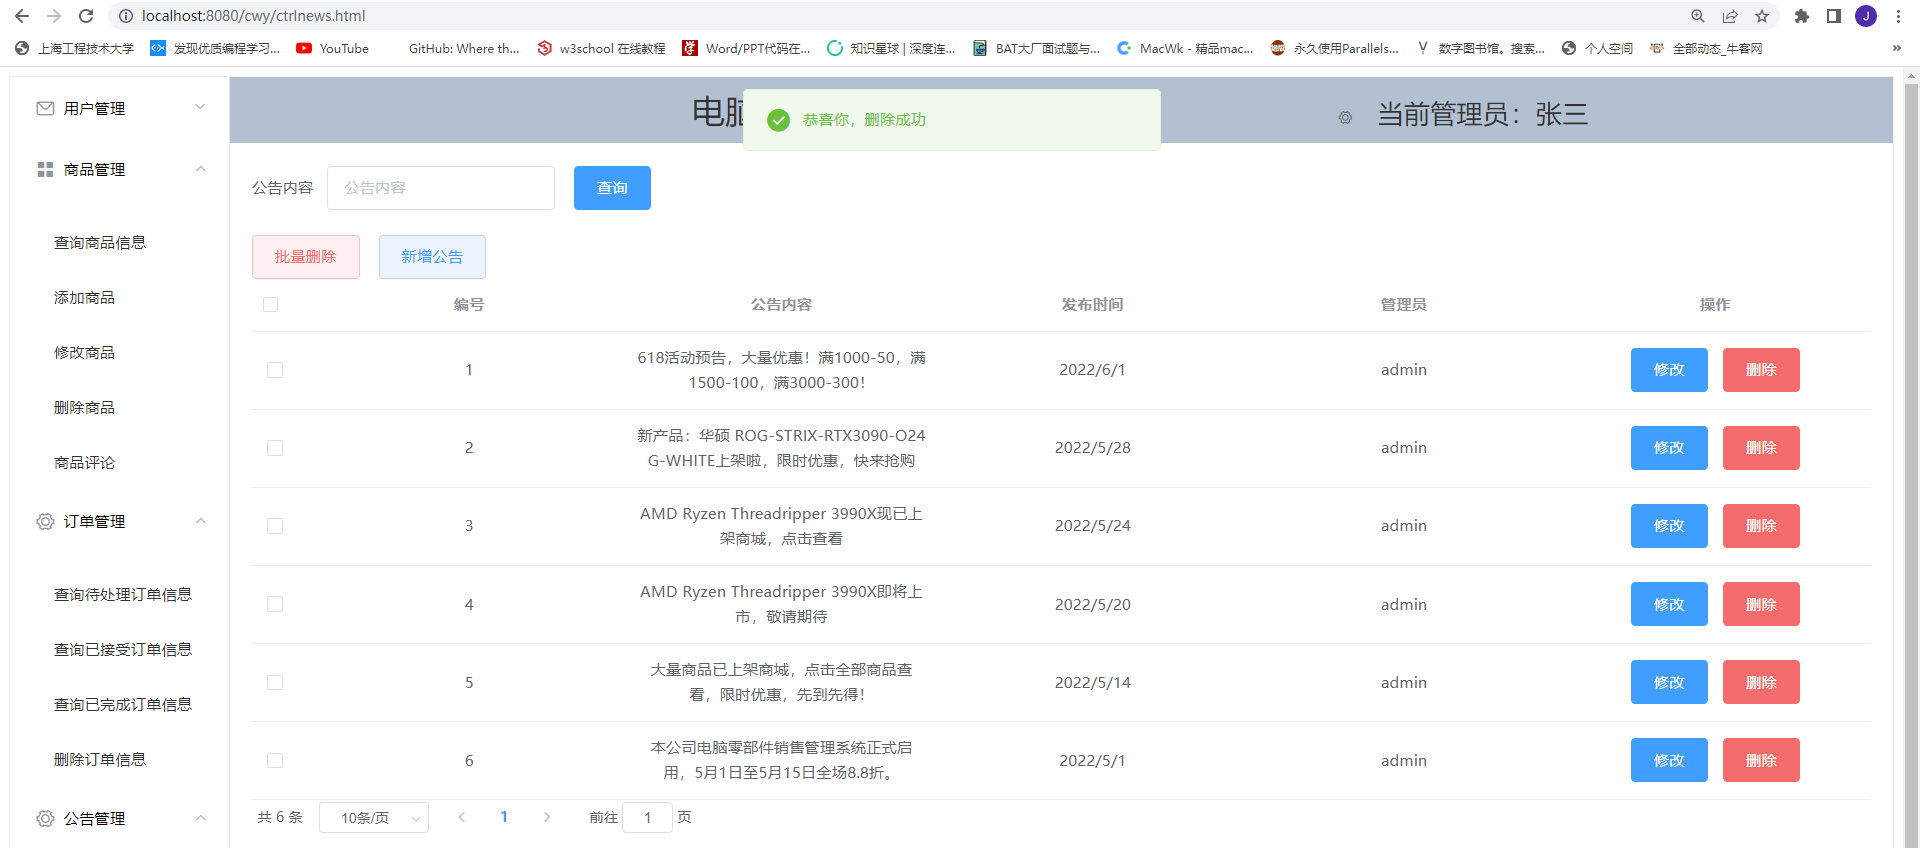 localhost:8080/cwy/ctrlnews.html
J
上海工程技术大学 发现优质编程学习... YouTube GitHub: Where th... w3school 在线教程 Word/PPT代码在... 知识星球 | 深度连... BAT大厂面试题与... MacWk - 精品mac... 永久使用Parallels... 数字图书馆。搜索... 个人空间 全部动态_牛客网 »
用户管理
商品管理
查询商品信息
添加商品
修改商品
删除商品
商品评论
订单管理
查询待处理订单信息
查询已接受订单信息
查询已完成订单信息
删除订单信息
公告管理
电脑
恭喜你，删除成功
当前管理员：张三
公告内容 公告内容 查询
批量删除 新增公告
编号 公告内容 发布时间 管理员 操作
1 618活动预告，大量优惠！满1000-50，满
1500-100，满3000-300！ 2022/6/1 admin 修改 删除
2 新产品：华硕 ROG-STRIX-RTX3090-O24
G-WHITE上架啦，限时优惠，快来抢购 2022/5/28 admin 修改 删除
3 AMD Ryzen Threadripper 3990X现已上
架商城，点击查看 2022/5/24 admin 修改 删除
4 AMD Ryzen Threadripper 3990X即将上
市，敬请期待 2022/5/20 admin 修改 删除
5 大量商品已上架商城，点击全部商品查
看，限时优惠，先到先得！ 2022/5/14 admin 修改 删除
6 本公司电脑零部件销售管理系统正式启
用，5月1日至5月15日全场8.8折。 2022/5/1 admin 修改 删除
共 6 条 10条/页 1 前往 1 页